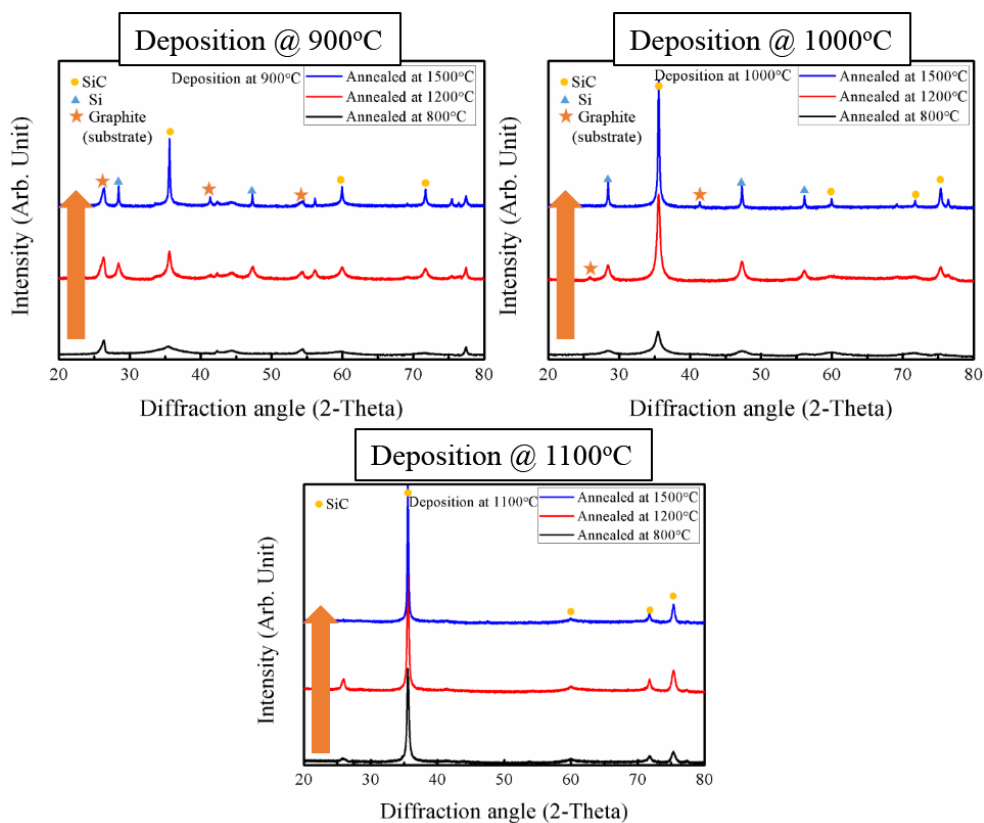 Deposition @ 900°C
SiC
Si
Graphite
(substrate)
Deposition at 900°C
Annealed at 1500°C
Annealed at 1200°C
Annealed at 800°C
Intensity (Arb. Unit)
20 30 40 50 60 70 80
Diffraction angle (2-Theta)
Deposition @ 1000°C
SiC
Si
Graphite
(substrate)
Deposition at 1000°C
Annealed at 1500°C
Annealed at 1200°C
Annealed at 800°C
Intensity (Arb. Unit)
20 30 40 50 60 70 80
Diffraction angle (2-Theta)
Deposition @ 1100°C
SiC
Deposition at 1100°C
Annealed at 1500°C
Annealed at 1200°C
Annealed at 800°C
Intensity (Arb. Unit)
20 30 40 50 60 70 80
Diffraction angle (2-Theta)